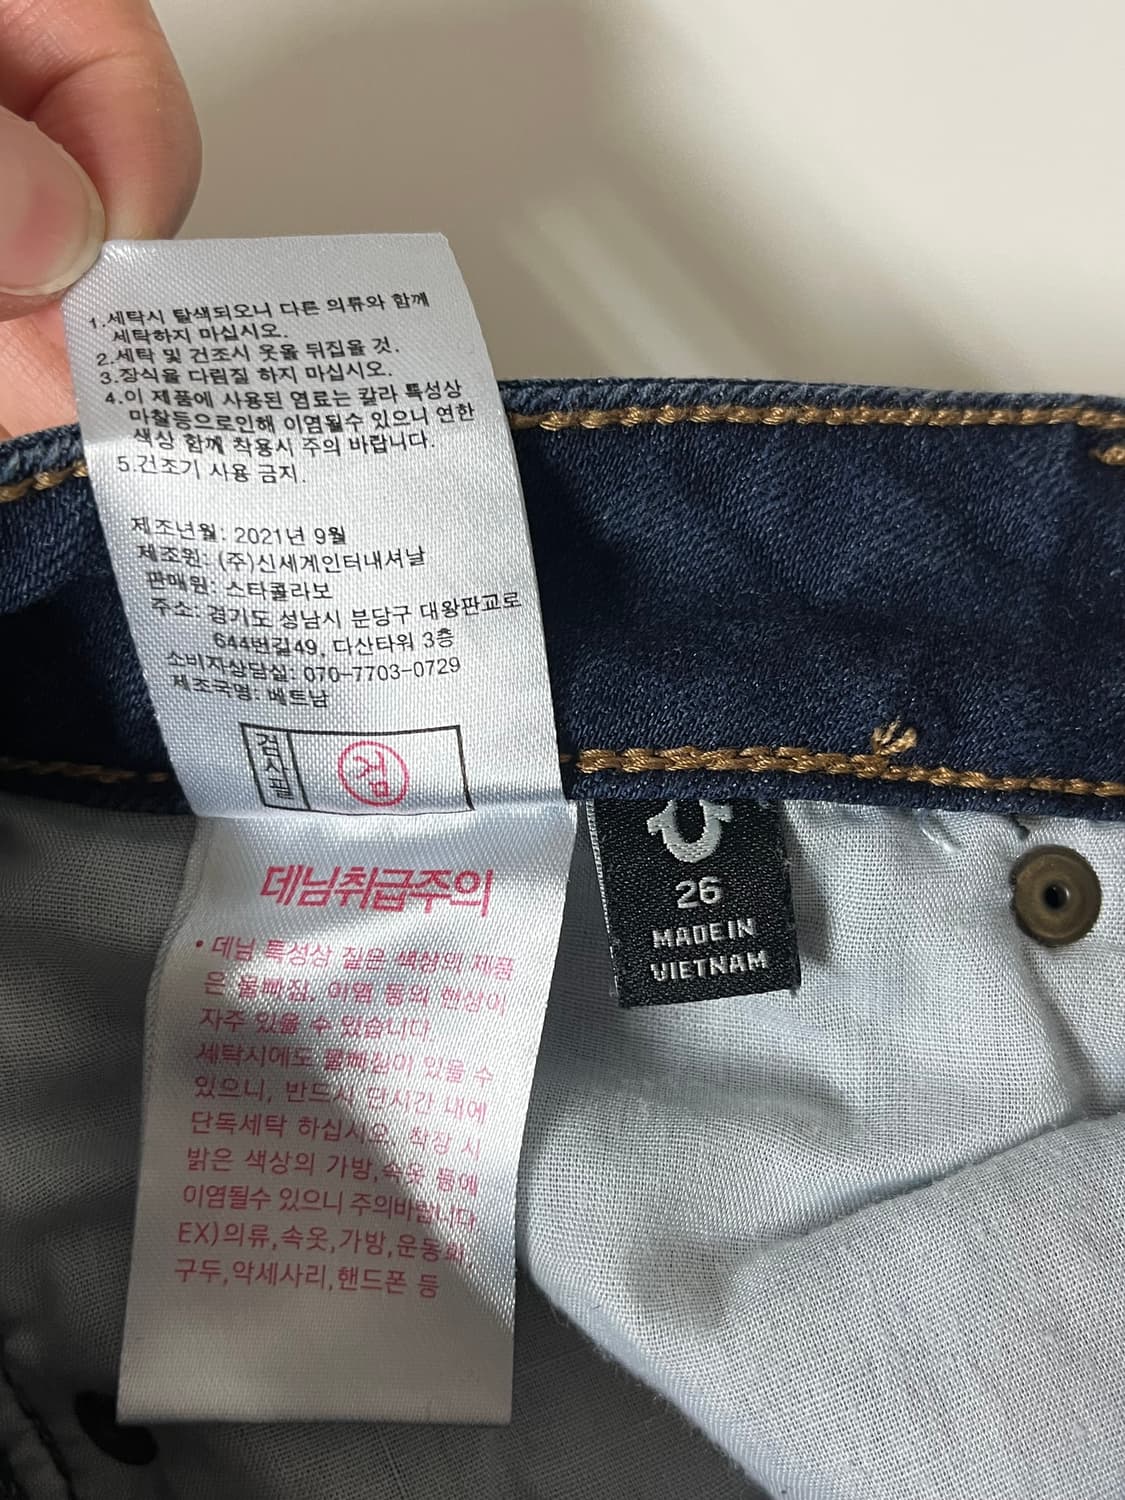 1.세탁시 탈색되오니 다른 의류와 함께
세탁하지 마십시오.
2.세탁 및 건조시 옷을 뒤집을 것.
3.장식을 다림질 하지 마십시오.
4.이 제품에 사용된 염료는 칼라 특성상
마찰등으로인해 이염될수 있으니 연한
색상 함께 착용시 주의 바랍니다.
5.건조기 사용 금지.
제조년월: 2021년 9월
제조원: (주)신세계인터내셔날
판매원: 스타콜라보
주소: 경기도 성남시 분당구 대왕판교로
644번길49, 다산타워 3층
소비자상담실: 070-7703-0729
제조국명: 베트남
검사필
검
데님취급주의
• 데님 특성상 짙은 색상의 제품
은 물빠짐, 이염 등의 현상이
자주 있을 수 있습니다.
세탁시에도 물빠짐이 있을 수
있으니, 반드시 단시간 내에
단독세탁 하십시오. 착장 시
밝은 색상의 가방,속옷 등에
이염될수 있으니 주의바랍니다
EX)의류,속옷,가방,운동화
구두,악세사리,핸드폰 등
26
MADE IN
VIETNAM